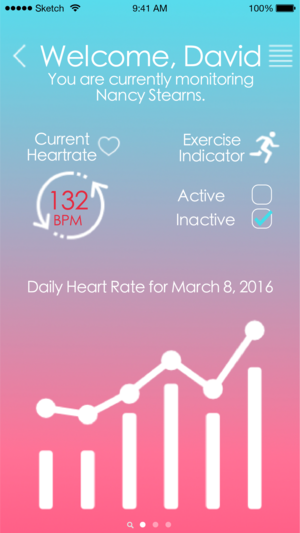 Sketch 9:41 AM 100%
Welcome, David
You are currently monitoring
Nancy Stearns.
Current
Heartrate
Exercise
Indicator
132
BPM
Active
Inactive
Daily Heart Rate for March 8, 2016